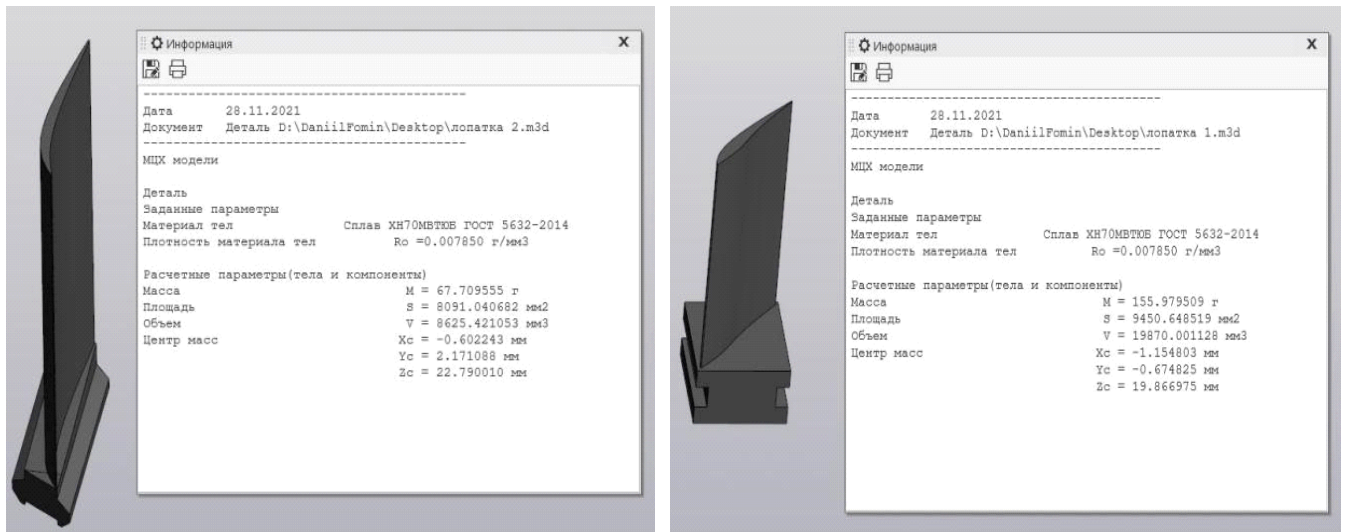 Информация
X
---------------------------------------------
Дата 28.11.2021
Документ Деталь D:\DaniilFomin\Desktop\лопатка 2.m3d
---------------------------------------------
МЦХ модели
Деталь
Заданные параметры
Материал тел Сплав ХН70МВТЮБ ГОСТ 5632-2014
Плотность материала тел Ro =0.007850 г/мм3
Расчетные параметры(тела и компоненты)
Масса M = 67.709555 г
Площадь S = 8091.040682 мм2
Объем V = 8625.421053 мм3
Центр масс Xc = -0.602243 мм
Yc = 2.171088 мм
Zc = 22.790010 мм
Информация
X
---------------------------------------------
Дата 28.11.2021
Документ Деталь D:\DaniilFomin\Desktop\лопатка 1.m3d
---------------------------------------------
МЦХ модели
Деталь
Заданные параметры
Материал тел Сплав ХН70МВТЮБ ГОСТ 5632-2014
Плотность материала тел Ro =0.007850 г/мм3
Расчетные параметры(тела и компоненты)
Масса M = 155.979509 г
Площадь S = 9450.648519 мм2
Объем V = 19870.001128 мм3
Центр масс Xc = -1.154803 мм
Yc = -0.674825 мм
Zc = 19.866975 мм